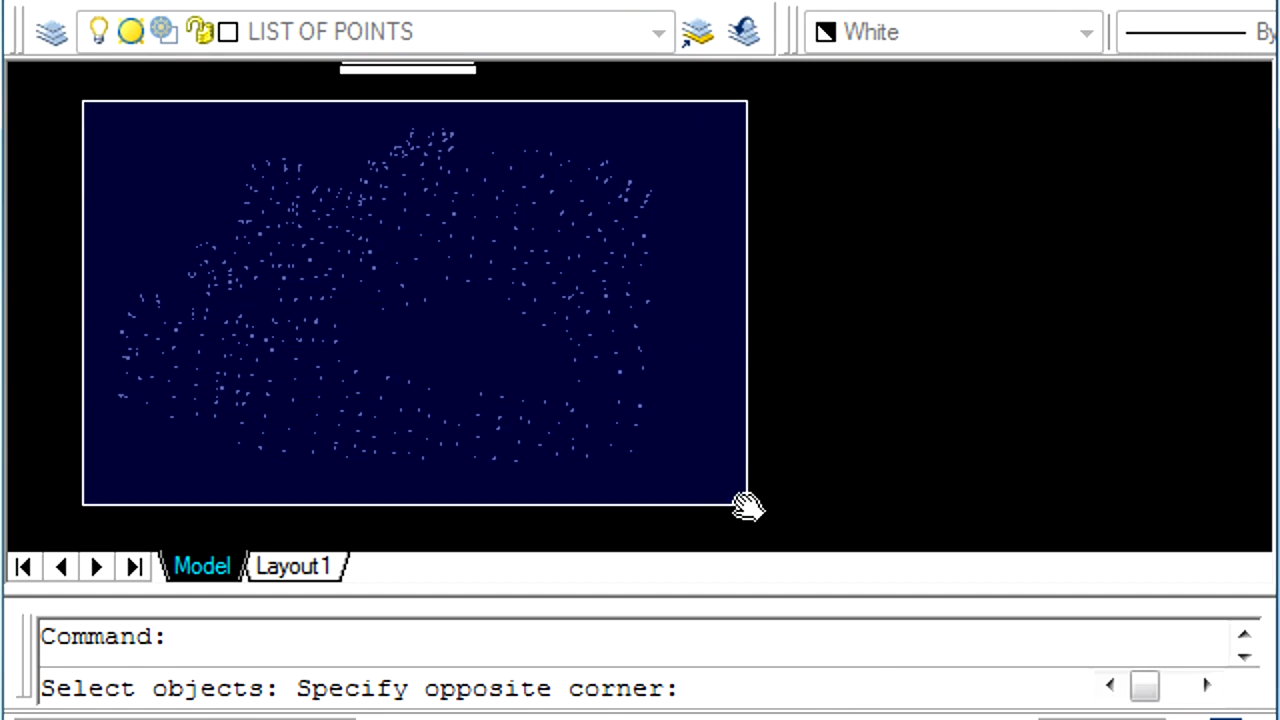 LIST OF POINTS
White
By
Model
Layout1
Command:
Select objects: Specify opposite corner: